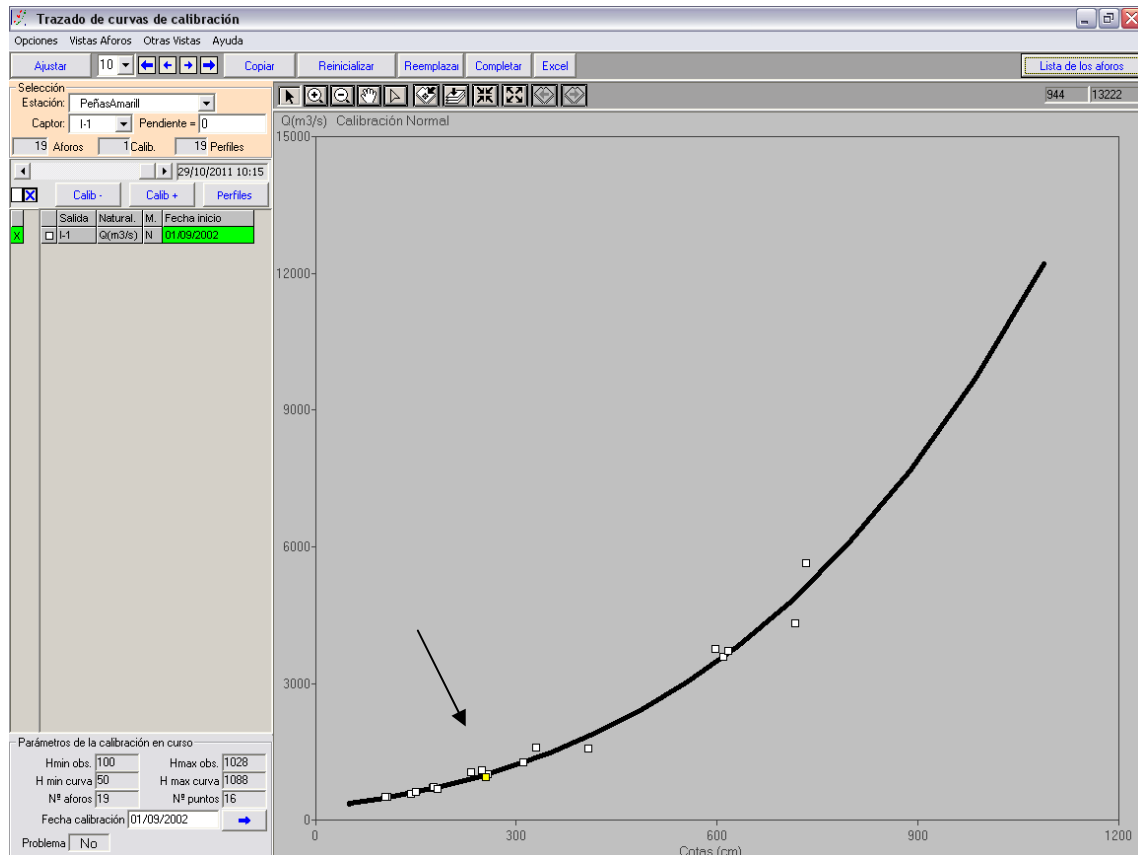 Trazado de curvas de calibración
Opciones Vistas Aforos Otras Vistas Ayuda
Ajustar 10 Copiar Reinicializar Reemplazar Completar Excel Lista de los aforos
Selección
Estación: PeñasAmarill
Captor: I-1 Pendiente = 0
19 Aforos 1 Calib. 19 Perfiles
29/10/2011 10:15
Calib - Calib + Perfiles
Salida Natural. M. Fecha inicio
X I-1 Q(m3/s) N 01/09/2002
944 13222
Q(m3/s) Calibración Normal
15000
12000
9000
6000
3000
0
0 300 600 900 1200
Cotas (cm)
Parámetros de la calibración en curso
Hmin obs. 100 Hmax obs. 1028
H min curva 50 H max curva 1088
Nº aforos 19 Nº puntos 16
Fecha calibración 01/09/2002
Problema No